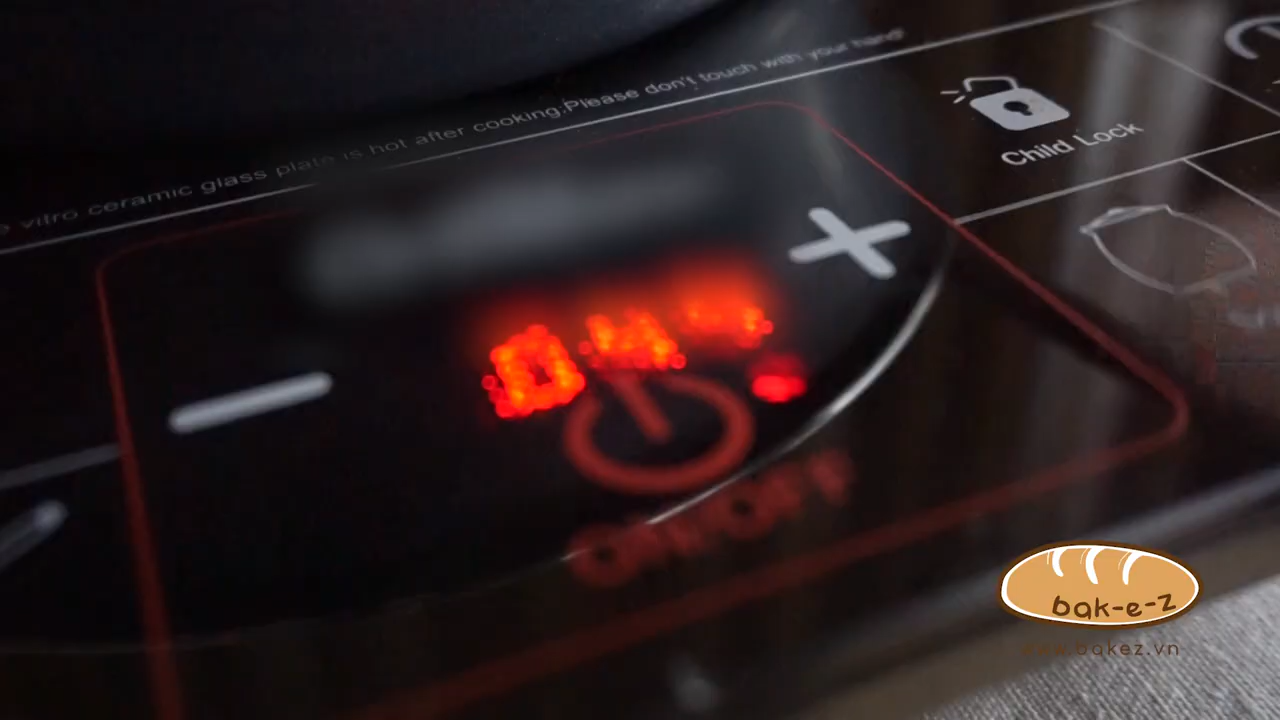 vitro ceramic glass plate is hot after cooking;Please don't touch with your hand
Child Lock
ON/OFF
bak-e-z
www.bakez.vn